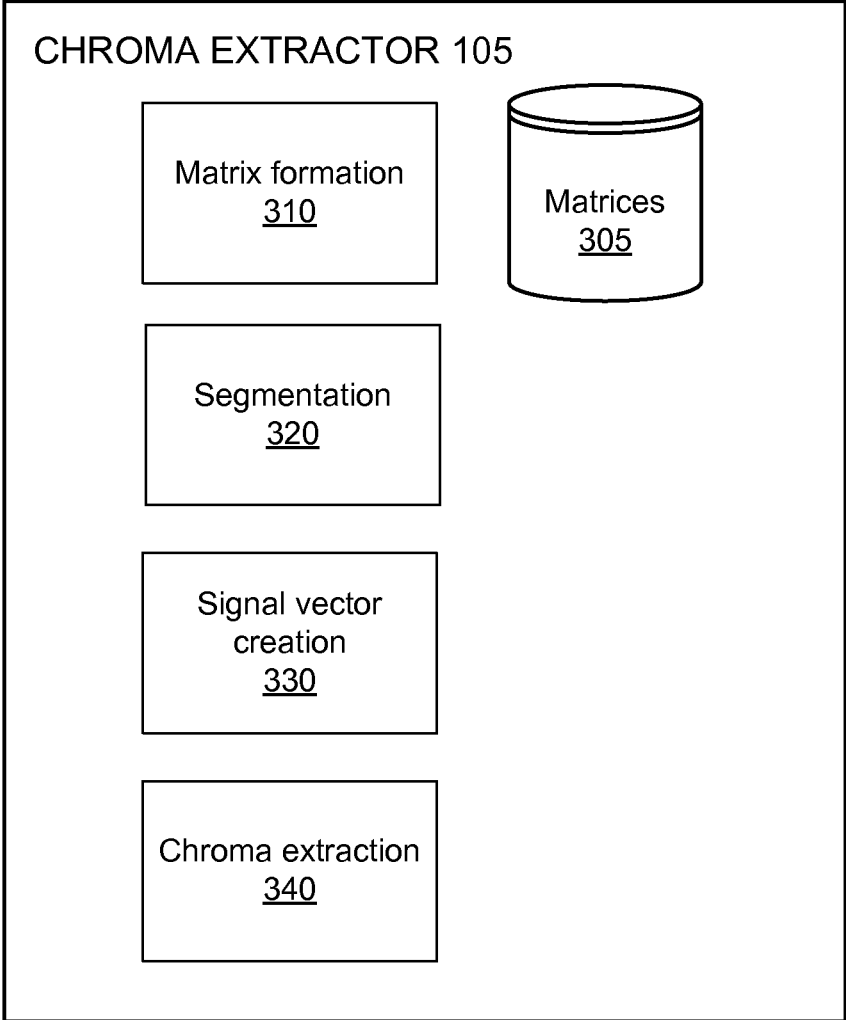 CHROMA EXTRACTOR 105
Matrix formation
310
Matrices
305
Segmentation
320
Signal vector
creation
330
Chroma extraction
340